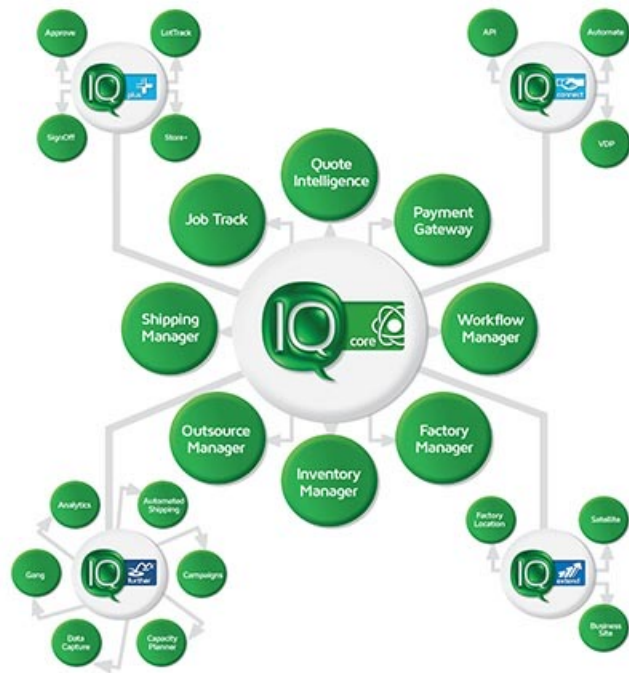 Approve
LotTrack
IQ
plus
SignOff
Store+
API
Automate
IQ
connect
VDP
Quote
Intelligence
Job Track
Payment
Gateway
Shipping
Manager
IQ
core
Workflow
Manager
Outsource
Manager
Factory
Manager
Inventory
Manager
Analytics
Automated
Shipping
Gang
IQ
further
Campaigns
Data
Capture
Capacity
Planner
Factory
Location
Satellite
IQ
extend
Business
Site